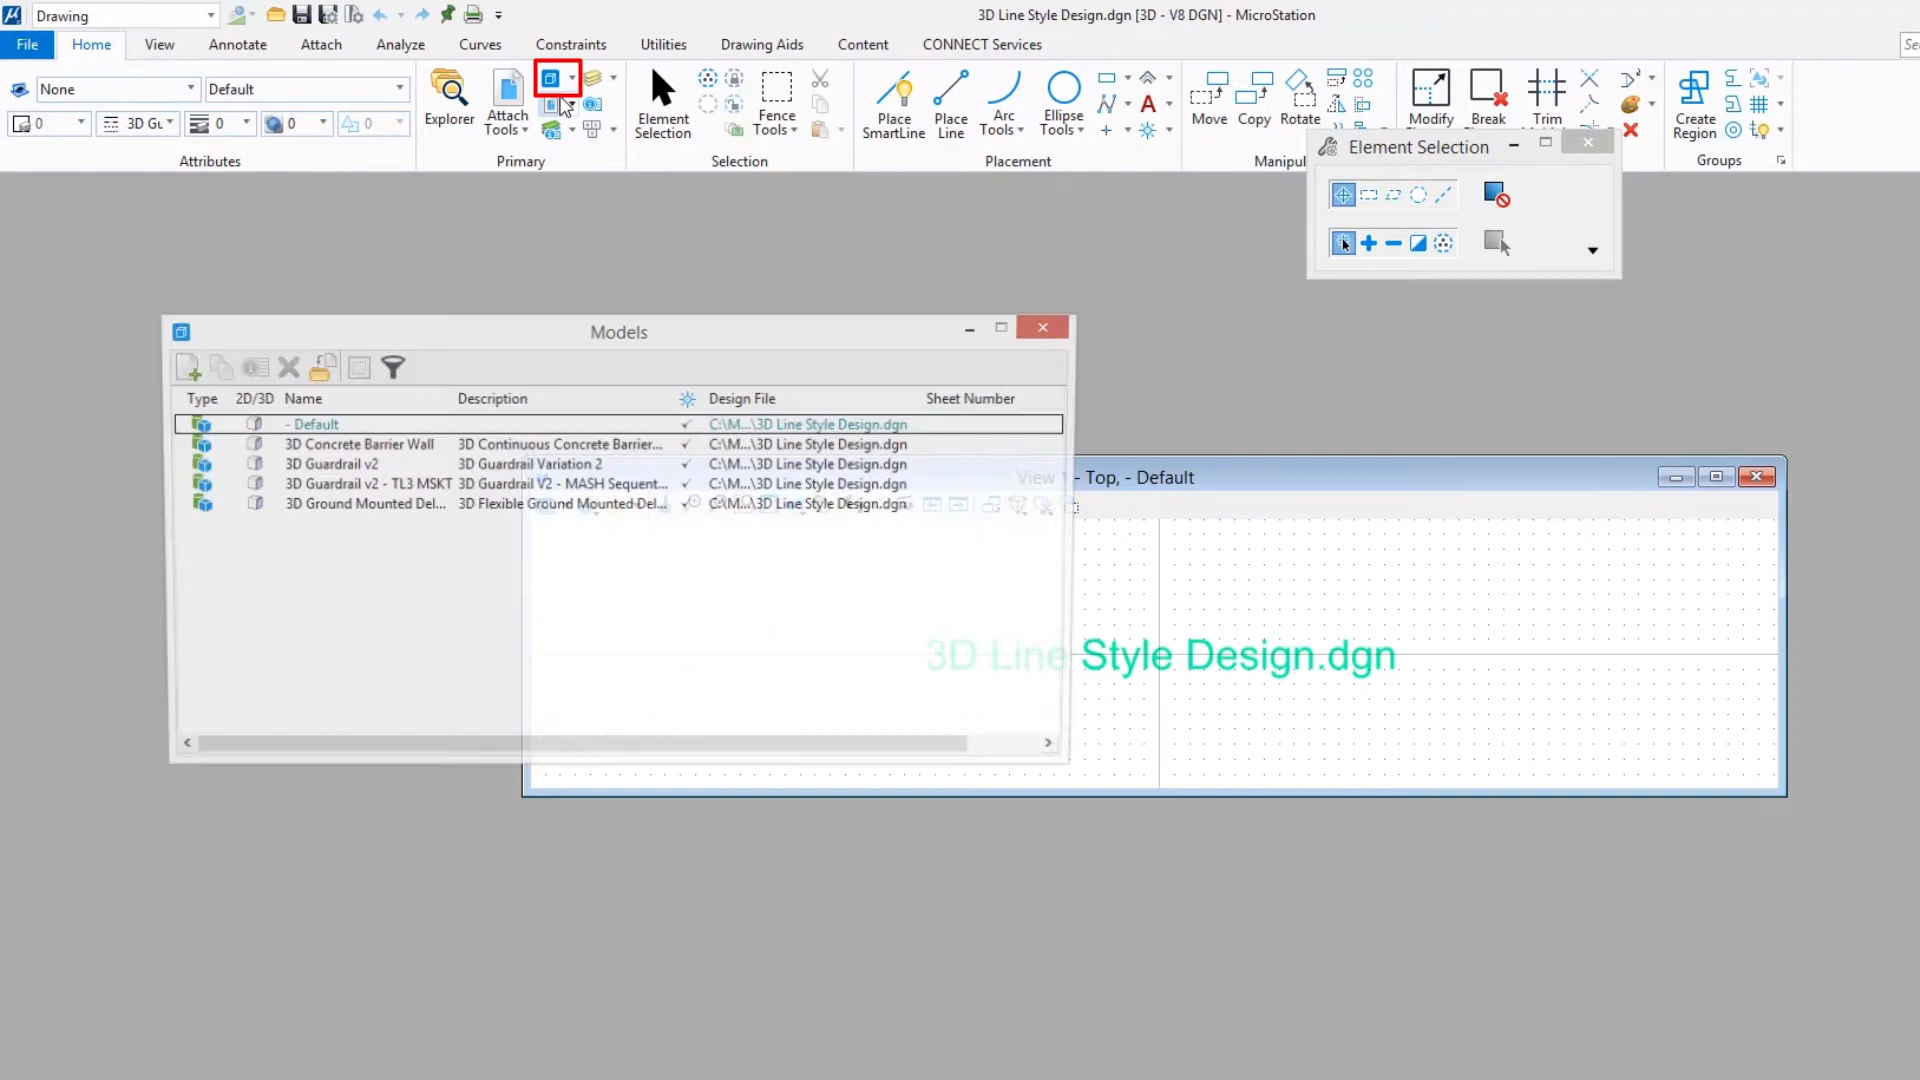 Drawing
3D Line Style Design.dgn [3D - V8 DGN] - MicroStation
File Home View Annotate Attach Analyze Curves Constraints Utilities Drawing Aids Content CONNECT Services
None Default
0 0 0 0
Explorer Attach Tools
Element Selection
Fence Tools
Place SmartLine
Place Line
Arc Tools
Ellipse Tools
Move Copy Rotate
Modify Break Trim
Create Region
Attributes Primary Selection Placement Manipul Groups
Element Selection
Models
Type 2D/3D Name Description Design File Sheet Number
- Default C:\M...\3D Line Style Design.dgn
3D Concrete Barrier Wall 3D Continuous Concrete Barrier... C:\M...\3D Line Style Design.dgn
3D Guardrail v2 3D Guardrail Variation 2 C:\M...\3D Line Style Design.dgn
3D Guardrail v2 - TL3 MSKT 3D Guardrail V2 - MASH Sequent... C:\M...\3D Line Style Design.dgn
3D Ground Mounted Del... 3D Flexible Ground Mounted Del... C:\M...\3D Line Style Design.dgn
View 1 - Top, - Default
3D Line Style Design.dgn